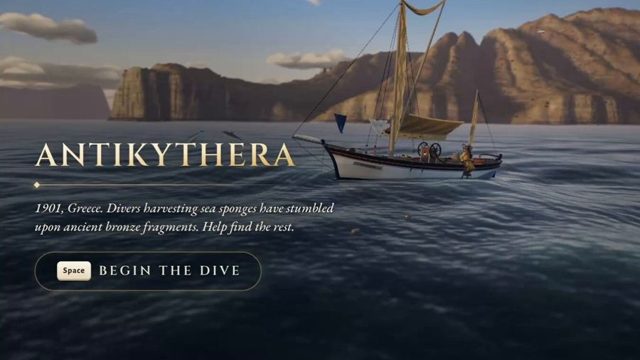 ANTIKYTHERA
1901, Greece. Divers harvesting sea sponges have stumbled
upon ancient bronze fragments. Help find the rest.
Space BEGIN THE DIVE